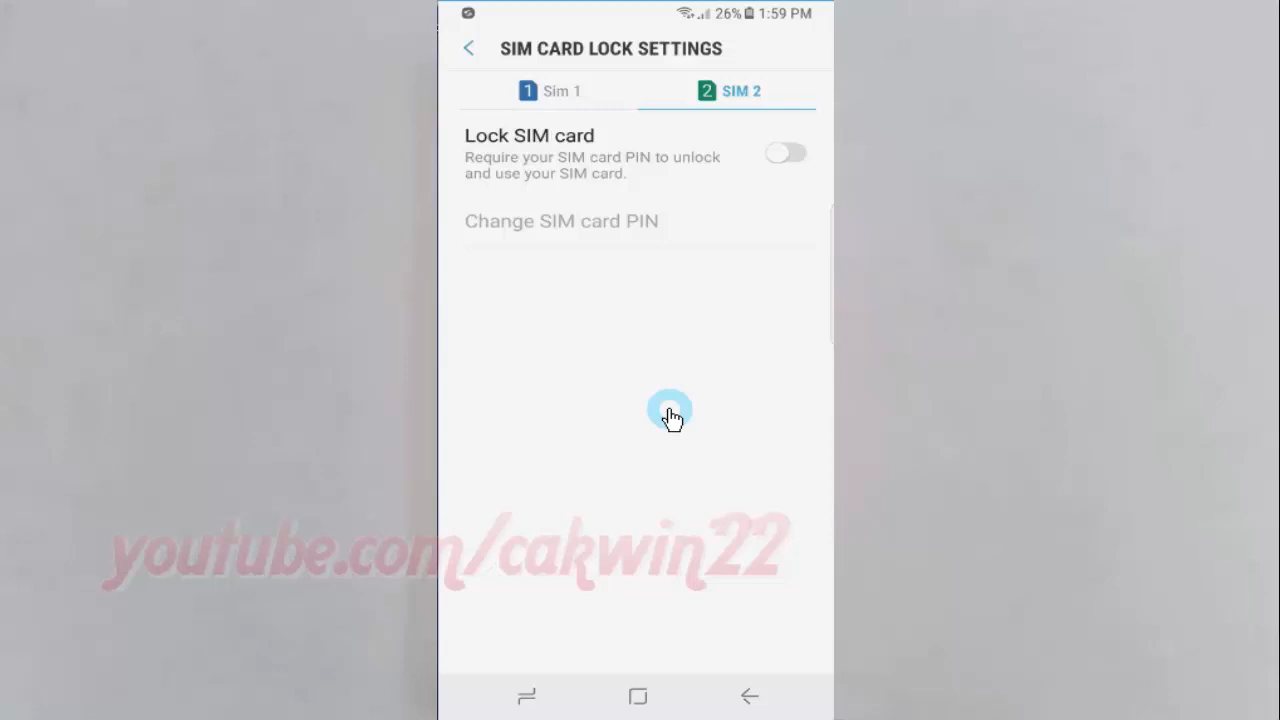 26% 1:59 PM
SIM CARD LOCK SETTINGS
1 Sim 1
2 SIM 2
Lock SIM card
Require your SIM card PIN to unlock
and use your SIM card.
Change SIM card PIN
youtube.com/cakwin22